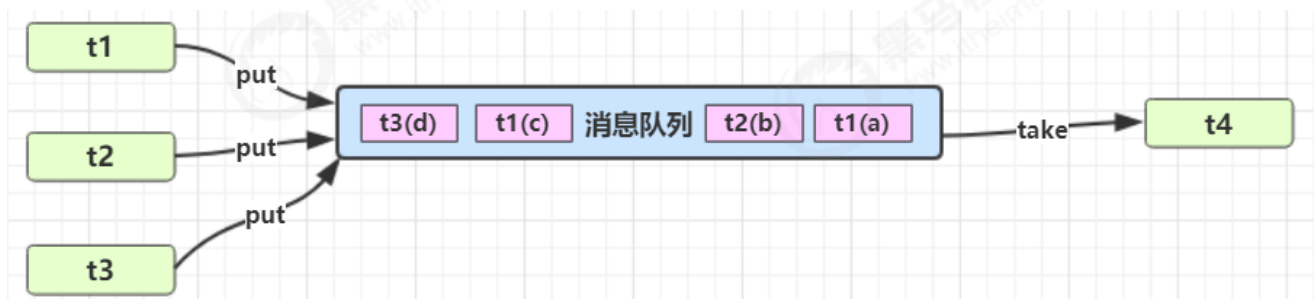 t1
put
t2
put
t3
put
t3(d) t1(c) 消息队列 t2(b) t1(a)
take
t4